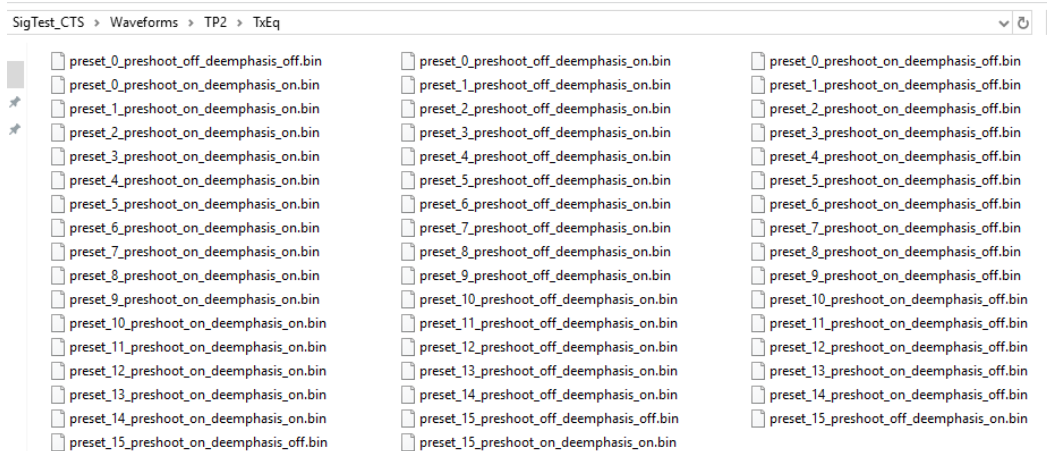 SigTest_CTS > Waveforms > TP2 > TxEq
preset_0_preshoot_off_deemphasis_off.bin preset_0_preshoot_off_deemphasis_on.bin preset_0_preshoot_on_deemphasis_off.bin
preset_0_preshoot_on_deemphasis_on.bin preset_1_preshoot_off_deemphasis_on.bin preset_1_preshoot_on_deemphasis_off.bin
preset_1_preshoot_on_deemphasis_on.bin preset_2_preshoot_off_deemphasis_on.bin preset_2_preshoot_on_deemphasis_off.bin
preset_2_preshoot_on_deemphasis_on.bin preset_3_preshoot_off_deemphasis_on.bin preset_3_preshoot_on_deemphasis_off.bin
preset_3_preshoot_on_deemphasis_on.bin preset_4_preshoot_off_deemphasis_on.bin preset_4_preshoot_on_deemphasis_off.bin
preset_4_preshoot_on_deemphasis_on.bin preset_5_preshoot_off_deemphasis_on.bin preset_5_preshoot_on_deemphasis_off.bin
preset_5_preshoot_on_deemphasis_on.bin preset_6_preshoot_off_deemphasis_on.bin preset_6_preshoot_on_deemphasis_off.bin
preset_6_preshoot_on_deemphasis_on.bin preset_7_preshoot_off_deemphasis_on.bin preset_7_preshoot_on_deemphasis_off.bin
preset_7_preshoot_on_deemphasis_on.bin preset_8_preshoot_off_deemphasis_on.bin preset_8_preshoot_on_deemphasis_off.bin
preset_8_preshoot_on_deemphasis_on.bin preset_9_preshoot_off_deemphasis_on.bin preset_9_preshoot_on_deemphasis_off.bin
preset_9_preshoot_on_deemphasis_on.bin preset_10_preshoot_off_deemphasis_on.bin preset_10_preshoot_on_deemphasis_off.bin
preset_10_preshoot_on_deemphasis_on.bin preset_11_preshoot_off_deemphasis_on.bin preset_11_preshoot_on_deemphasis_off.bin
preset_11_preshoot_on_deemphasis_on.bin preset_12_preshoot_off_deemphasis_on.bin preset_12_preshoot_on_deemphasis_off.bin
preset_12_preshoot_on_deemphasis_on.bin preset_13_preshoot_off_deemphasis_on.bin preset_13_preshoot_on_deemphasis_off.bin
preset_13_preshoot_on_deemphasis_on.bin preset_14_preshoot_off_deemphasis_on.bin preset_14_preshoot_on_deemphasis_off.bin
preset_14_preshoot_on_deemphasis_on.bin preset_15_preshoot_off_deemphasis_off.bin preset_15_preshoot_off_deemphasis_on.bin
preset_15_preshoot_on_deemphasis_off.bin preset_15_preshoot_on_deemphasis_on.bin